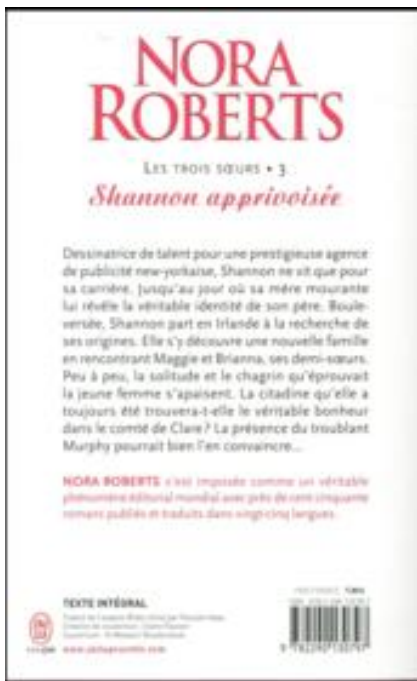 NORA
ROBERTS
LES TROIS SŒURS • 3
Shannon apprivoisée
Dessinatrice de talent pour une prestigieuse agence
de publicité new-yorkaise, Shannon ne vit que pour
sa carrière. Jusqu'au jour où sa mère mourante
lui révèle la véritable identité de son père. Boule-
versée, Shannon part en Irlande à la recherche de
ses origines. Elle s'y découvre une nouvelle famille
en rencontrant Maggie et Brianna, ses demi-sœurs.
Peu à peu, la solitude et le chagrin qu'éprouvait
la jeune femme s'apaisent. La citadine qu'elle a
toujours été trouvera-t-elle le véritable bonheur
dans le comté de Clare ? La présence du troublant
Murphy pourrait bien l'en convaincre...
NORA ROBERTS s'est imposée comme un véritable
phénomène éditorial mondial avec près de cent cinquante
romans publiés et traduits dans vingt-cinq langues.
TEXTE INTÉGRAL